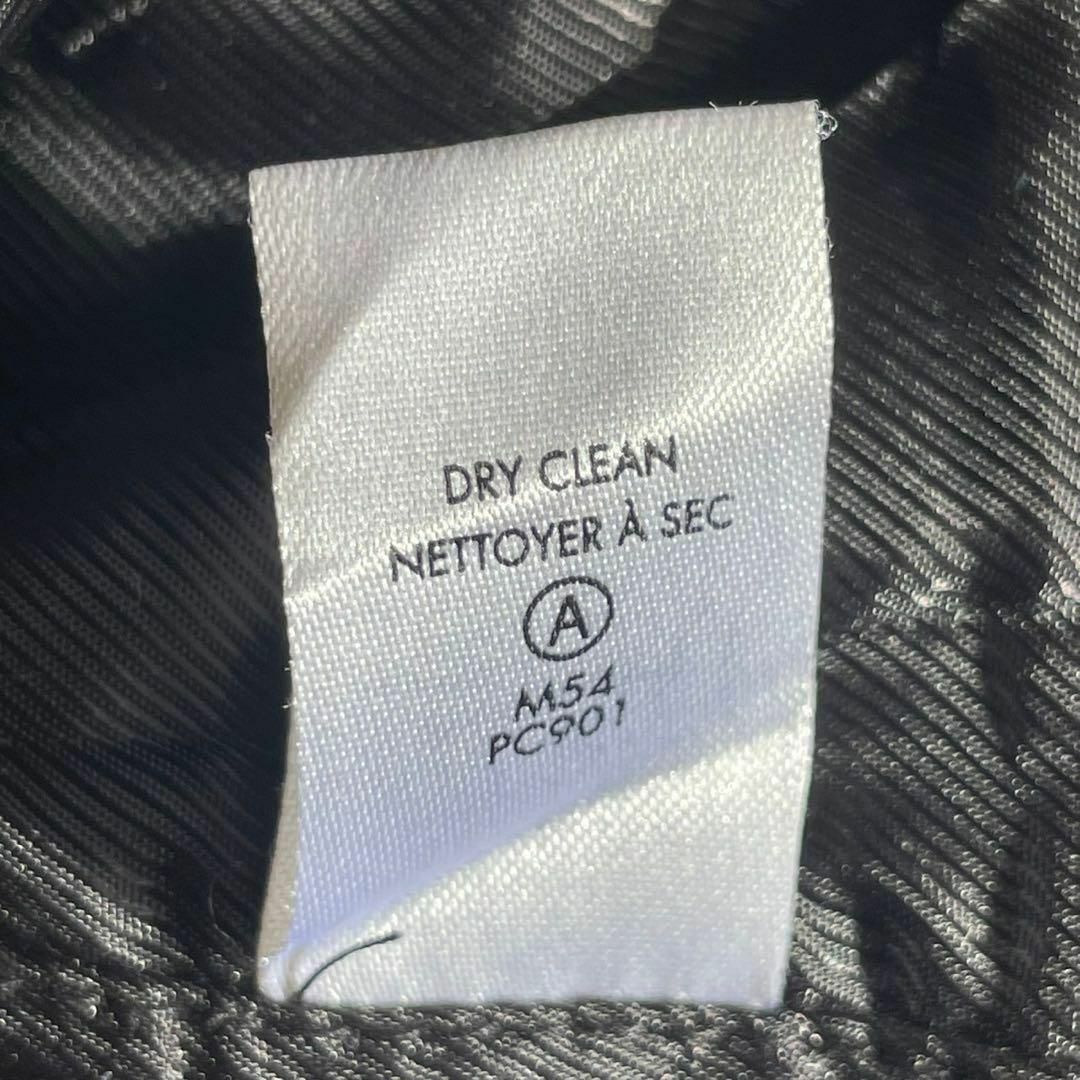 DRY CLEAN
NETTOYER À SEC
A
M54
PC901